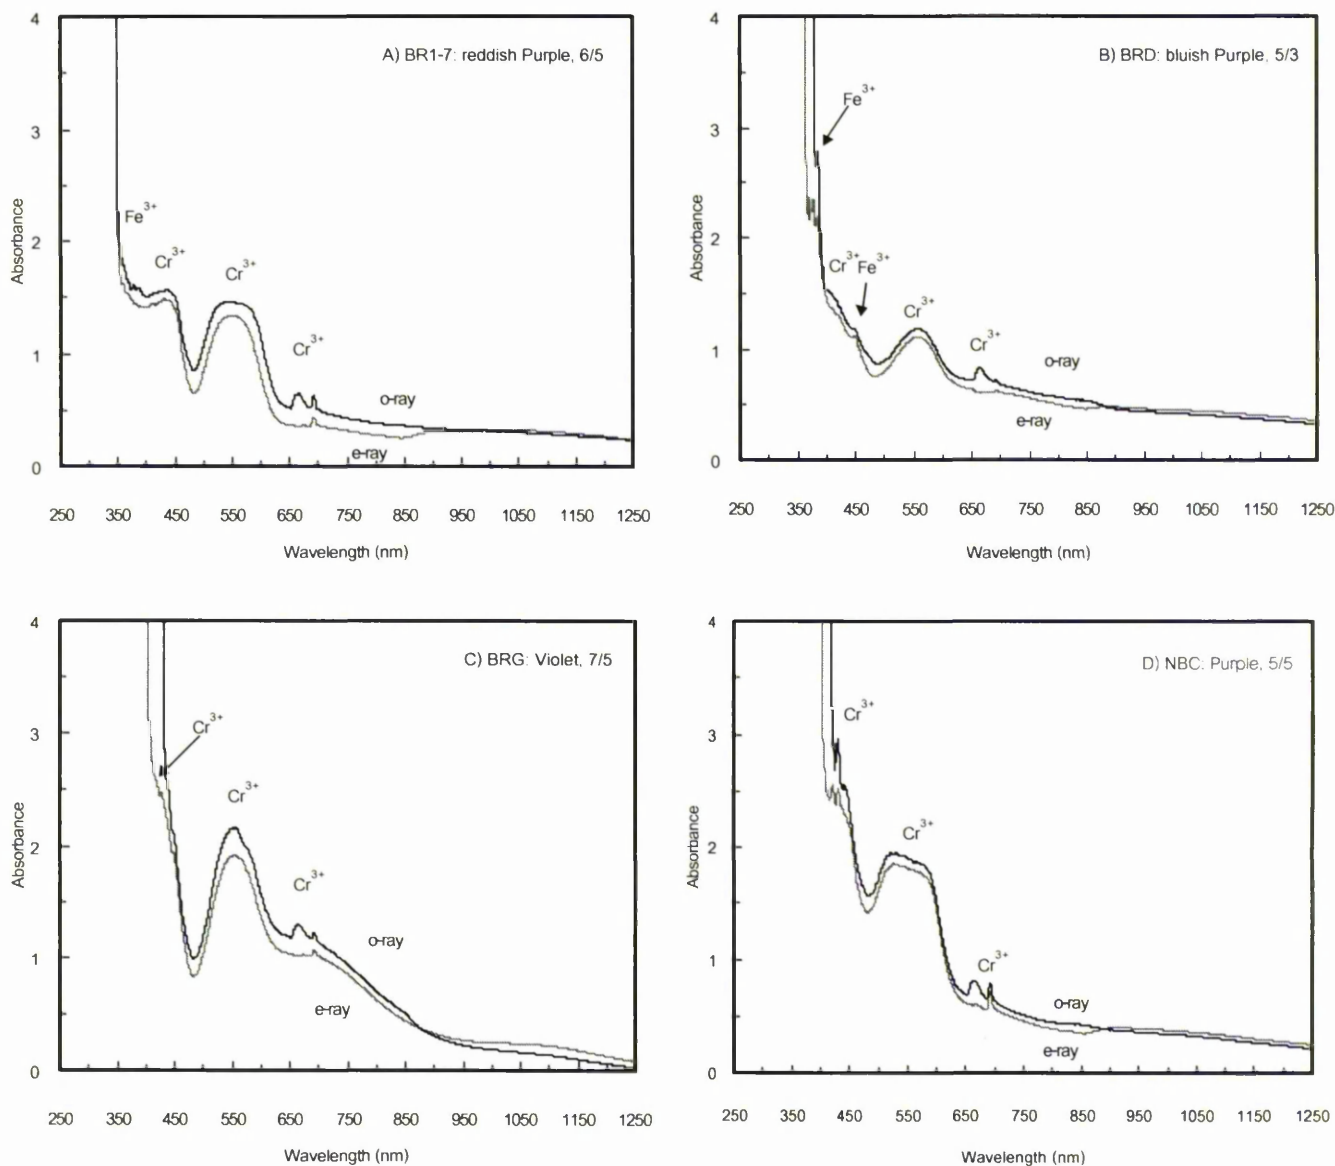 4
A) BR1-7: reddish Purple, 6/5
3
Absorbance
Fe3+
Cr3+
2
Cr3+
Cr3+
1
o-ray
e-ray
0
250 350 450 550 650 750 850 950 1050 1150 1250
Wavelength (nm)
4
B) BRD: bluish Purple, 5/3
Fe3+
3
Absorbance
2
Cr3+ Fe3+
Cr3+
Cr3+
1
o-ray
e-ray
0
250 350 450 550 650 750 850 950 1050 1150 1250
Wavelength (nm)
4
C) BRG: Violet, 7/5
Cr3+
3
Absorbance
Cr3+
2
Cr3+
1
o-ray
e-ray
0
250 350 450 550 650 750 850 950 1050 1150 1250
Wavelength (nm)
4
D) NBC: Purple, 5/5
Cr3+
3
Absorbance
Cr3+
2
Cr3+
1
o-ray
e-ray
0
250 350 450 550 650 750 850 950 1050 1150 1250
Wavelength (nm)